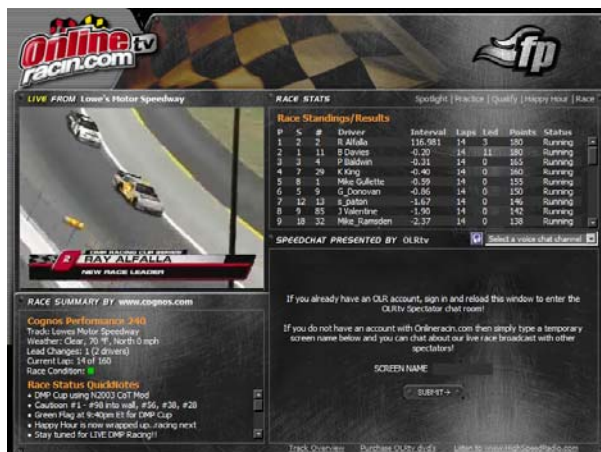 Online tv
racin.com
fp
LIVE FROM Lowe's Motor Speedway
RACE STATS
Spotlight | Practice | Qualify | Happy Hour | Race
Race Standings/Results
P S # Driver Interval Laps Led Points Status
1 2 2 R Alfalla 116.981 14 3 180 Running
2 1 11 B Davies -0.20 14 11 180 Running
3 3 4 P Baldwin -0.31 14 0 165 Running
4 7 29 K King -0.40 14 0 160 Running
5 8 1 Mike Gullette -0.59 14 0 155 Running
6 5 9 G_Donovan -0.86 14 0 150 Running
7 12 13 s_paton -1.67 14 0 146 Running
8 9 85 J Valentine -1.90 14 0 142 Running
9 18 32 Mike_Ramsden -2.37 14 0 138 Running
DMP RACING CUP SERIES
2 RAY ALFALLA
NEW RACE LEADER
SPEEDCHAT PRESENTED BY OLRtv
Select a voice chat channel
If you already have an OLR account, sign in and reload this window to enter the
OLRtv Spectator chat room!
If you do not have an account with Onlineracin.com then simply type a temporary
screen name below and you can chat about our live race broadcast with other
spectators!
SCREEN NAME
SUBMIT
RACE SUMMARY BY www.cognos.com
Cognos Performance 240
Track: Lowes Motor Speedway
Weather: Clear, 70 °F, North 0 mph
Lead Changes: 1 (2 drivers)
Current Lap: 14 of 160
Race Condition:
Race Status QuickNotes
• DMP Cup using N2003 CoT Mod
• Cautioon #1 - #98 into wall, #56, #38, #28
• Green Flag at 9:40pm Et for DMP Cup
• Happy Hour is now wrapped up..racing next
• Stay tuned for LIVE DMP Racing!!
Track Overview Purchase OLRtv dvd's Listen to www.HighSpeedRadio.com